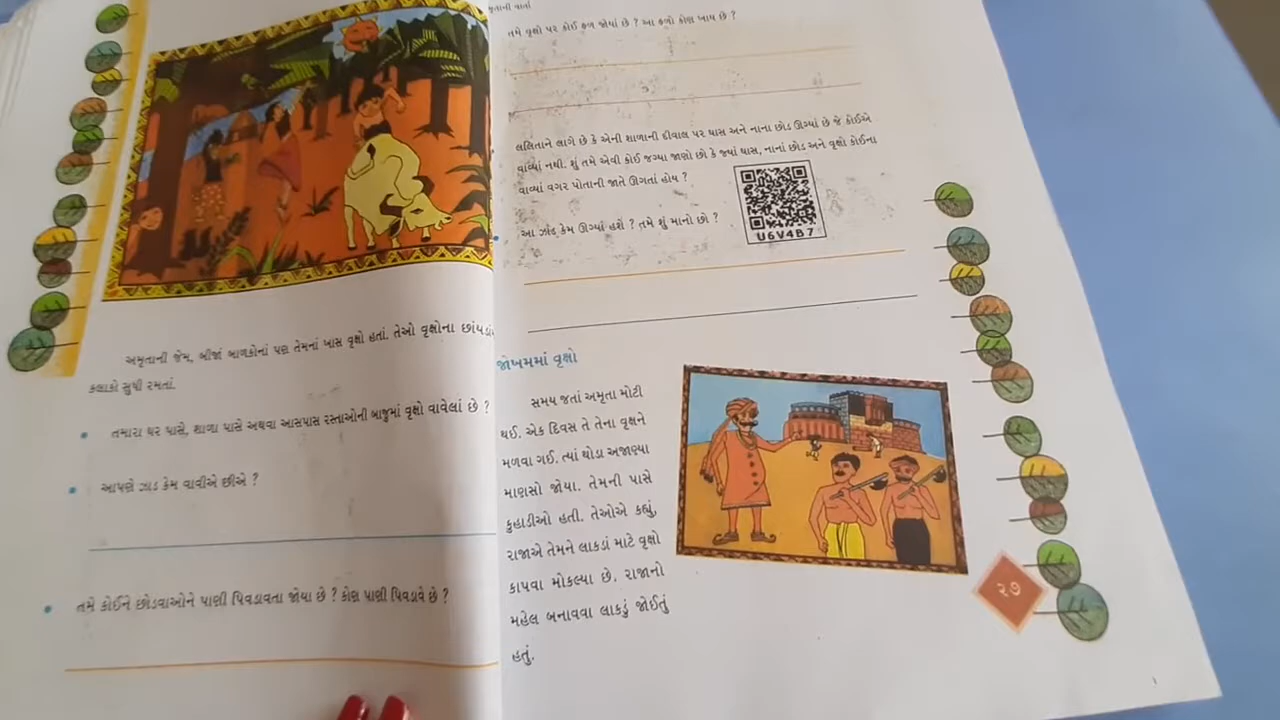 અમૃતાની જેમ, બીજાં બાળકોનાં પણ તેમનાં ખાસ વૃક્ષો હતાં. તેઓ વૃક્ષોના છાંયડામાં
કલાકો સુધી રમતાં.
તમારા ઘર પાસે, શાળા પાસે અથવા આસપાસ રસ્તાઓની બાજુમાં વૃક્ષો વાવેલાં છે ?
આપણે ઝાડ કેમ વાવીએ છીએ ?
તમે કોઈને છોડવાઓને પાણી પિવડાવતા જોયા છે ? કોણ પાણી પિવડાવે છે ?
વાર્તા
તમે વૃક્ષો પર કોઈ ફળ જોયાં છે ? આ ફળો કોણ ખાય છે ?
લલિતાને લાગે છે કે એની શાળાની દીવાલ પર ઘાસ અને નાના છોડ ઊગ્યાં છે જે કોઈએ
વાવ્યાં નથી. શું તમે એવી કોઈ જગ્યા જાણો છો કે જ્યાં ઘાસ, નાનાં છોડ અને વૃક્ષો કોઈના
વાવ્યાં વગર પોતાની જાતે ઊગતાં હોય ?
આ ઝાડ કેમ ઊગ્યાં હશે ? તમે શું માનો છો ?
U6V4B7
જોખમમાં વૃક્ષો
સમય જતાં અમૃતા મોટી
થઈ. એક દિવસ તે તેના વૃક્ષને
મળવા ગઈ. ત્યાં થોડા અજાણ્યા
માણસો જોયા. તેમની પાસે
કુહાડીઓ હતી. તેઓએ કહ્યું,
રાજાએ તેમને લાકડાં માટે વૃક્ષો
કાપવા મોકલ્યા છે. રાજાનો
મહેલ બનાવવા લાકડું જોઈતું
હતું.
૨૭